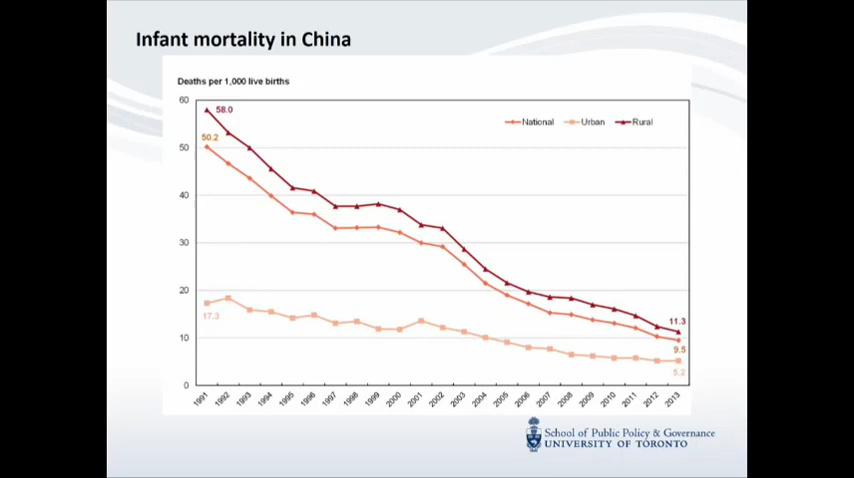 Infant mortality in China
Deaths per 1,000 live births
60
50
40
30
20
10
0
58.0
50.2
17.3
National Urban Rural
11.3
9.5
5.2
1991 1992 1993 1994 1995 1996 1997 1998 1999 2000 2001 2002 2003 2004 2005 2006 2007 2008 2009 2010 2011 2012 2013
School of Public Policy & Governance
UNIVERSITY OF TORONTO